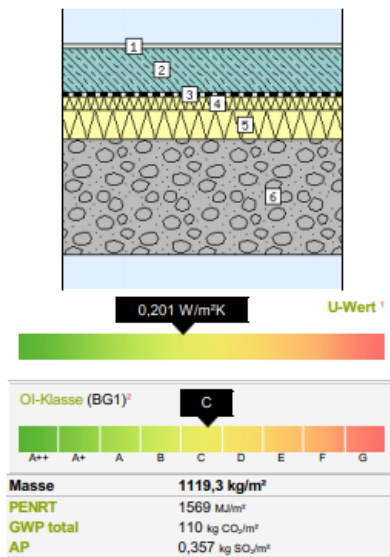 1
2
3
4
5
6
0,201 W/m²K
U-Wert ¹
OI-Klasse (BG1)²
C
A++ A+ A B C D E F G
Masse 1119,3 kg/m²
PENRT 1569 MJ/m²
GWP total 110 kg CO₂/m²
AP 0,357 kg SO₂/m²